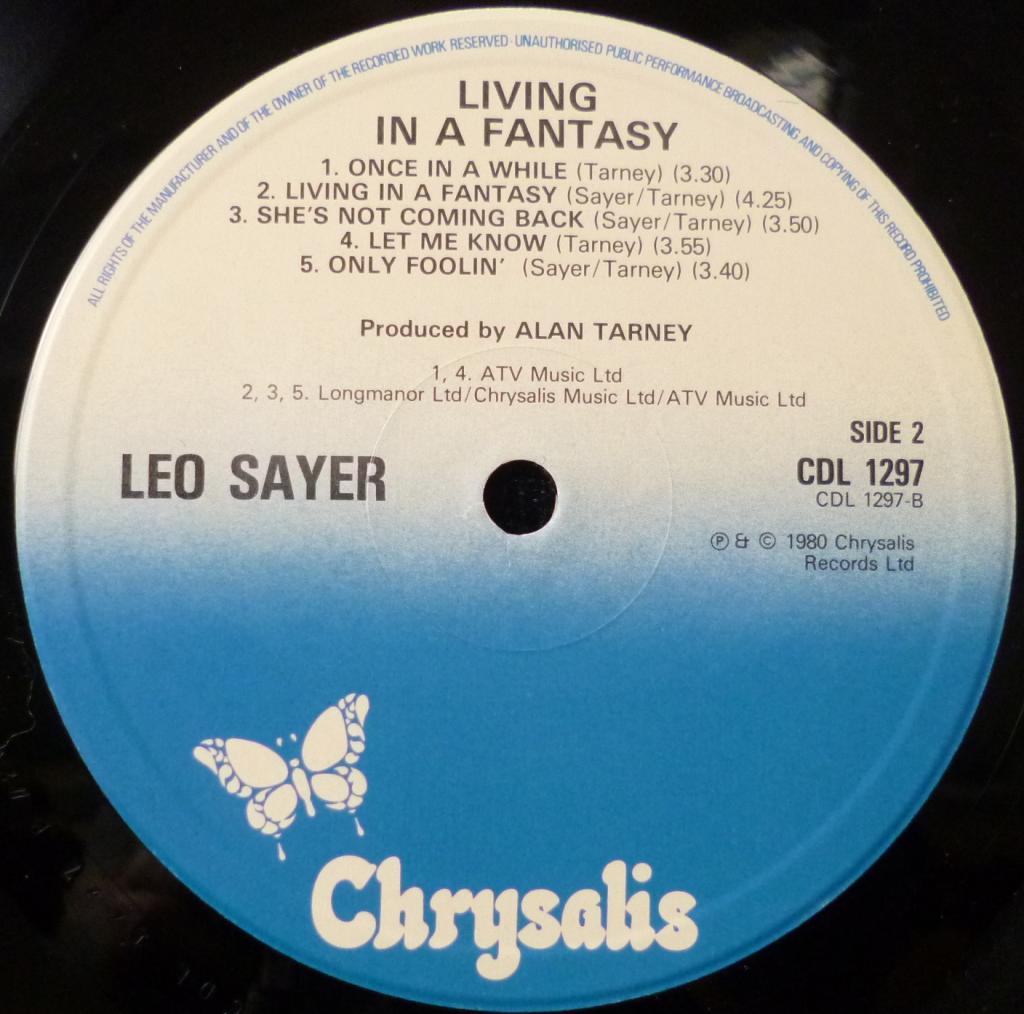 ALL RIGHTS OF THE MANUFACTURER AND OF THE OWNER OF THE RECORDED WORK RESERVED · UNAUTHORISED PUBLIC PERFORMANCE BROADCASTING AND COPYING OF THIS RECORD PROHIBITED
LIVING
IN A FANTASY
1. ONCE IN A WHILE (Tarney) (3.30)
2. LIVING IN A FANTASY (Sayer/Tarney) (4.25)
3. SHE'S NOT COMING BACK (Sayer/Tarney) (3.50)
4. LET ME KNOW (Tarney) (3.55)
5. ONLY FOOLIN' (Sayer/Tarney) (3.40)
Produced by ALAN TARNEY
1, 4. ATV Music Ltd
2, 3, 5. Longmanor Ltd/Chrysalis Music Ltd/ATV Music Ltd
LEO SAYER
SIDE 2
CDL 1297
CDL 1297-B
℗ & © 1980 Chrysalis
Records Ltd
Chrysalis